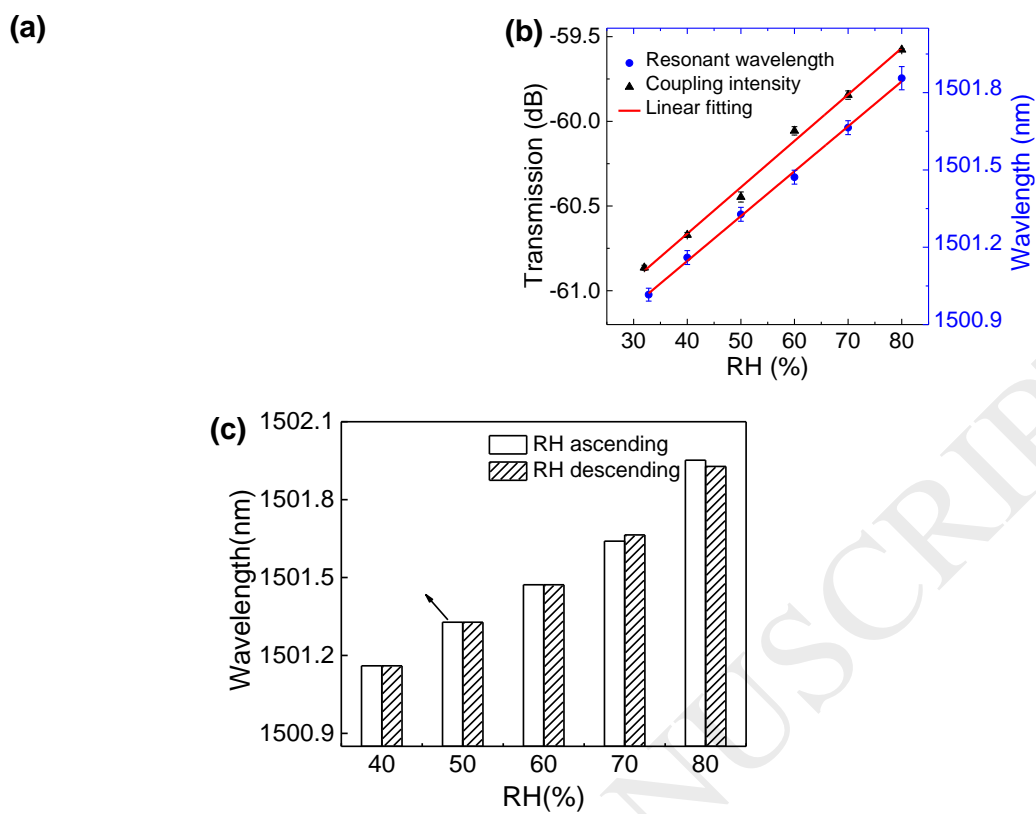 (a)
(b)
-59.5
-60.0
-60.5
-61.0
Transmission (dB)
Resonant wavelength
Coupling intensity
Linear fitting
1501.8
1501.5
1501.2
1500.9
Wavlength (nm)
30 40 50 60 70 80
RH (%)
(c)
1502.1
1501.8
1501.5
1501.2
1500.9
Wavelength(nm)
RH ascending
RH descending
40 50 60 70 80
RH(%)
NUSCRIP